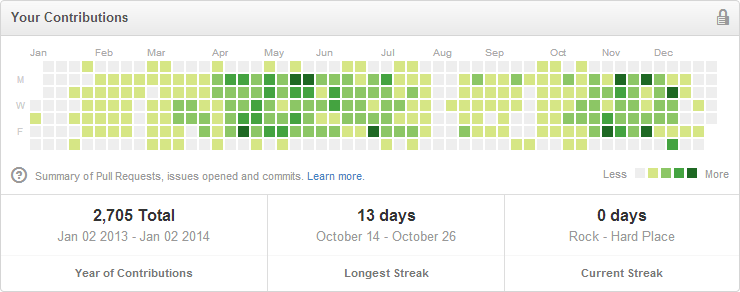 Your Contributions
Jan Feb Mar Apr May Jun Jul Aug Sep Oct Nov Dec
M
W
F
? Summary of Pull Requests, issues opened and commits. Learn more. Less More
2,705 Total 13 days 0 days
Jan 02 2013 - Jan 02 2014 October 14 - October 26 Rock - Hard Place
Year of Contributions Longest Streak Current Streak